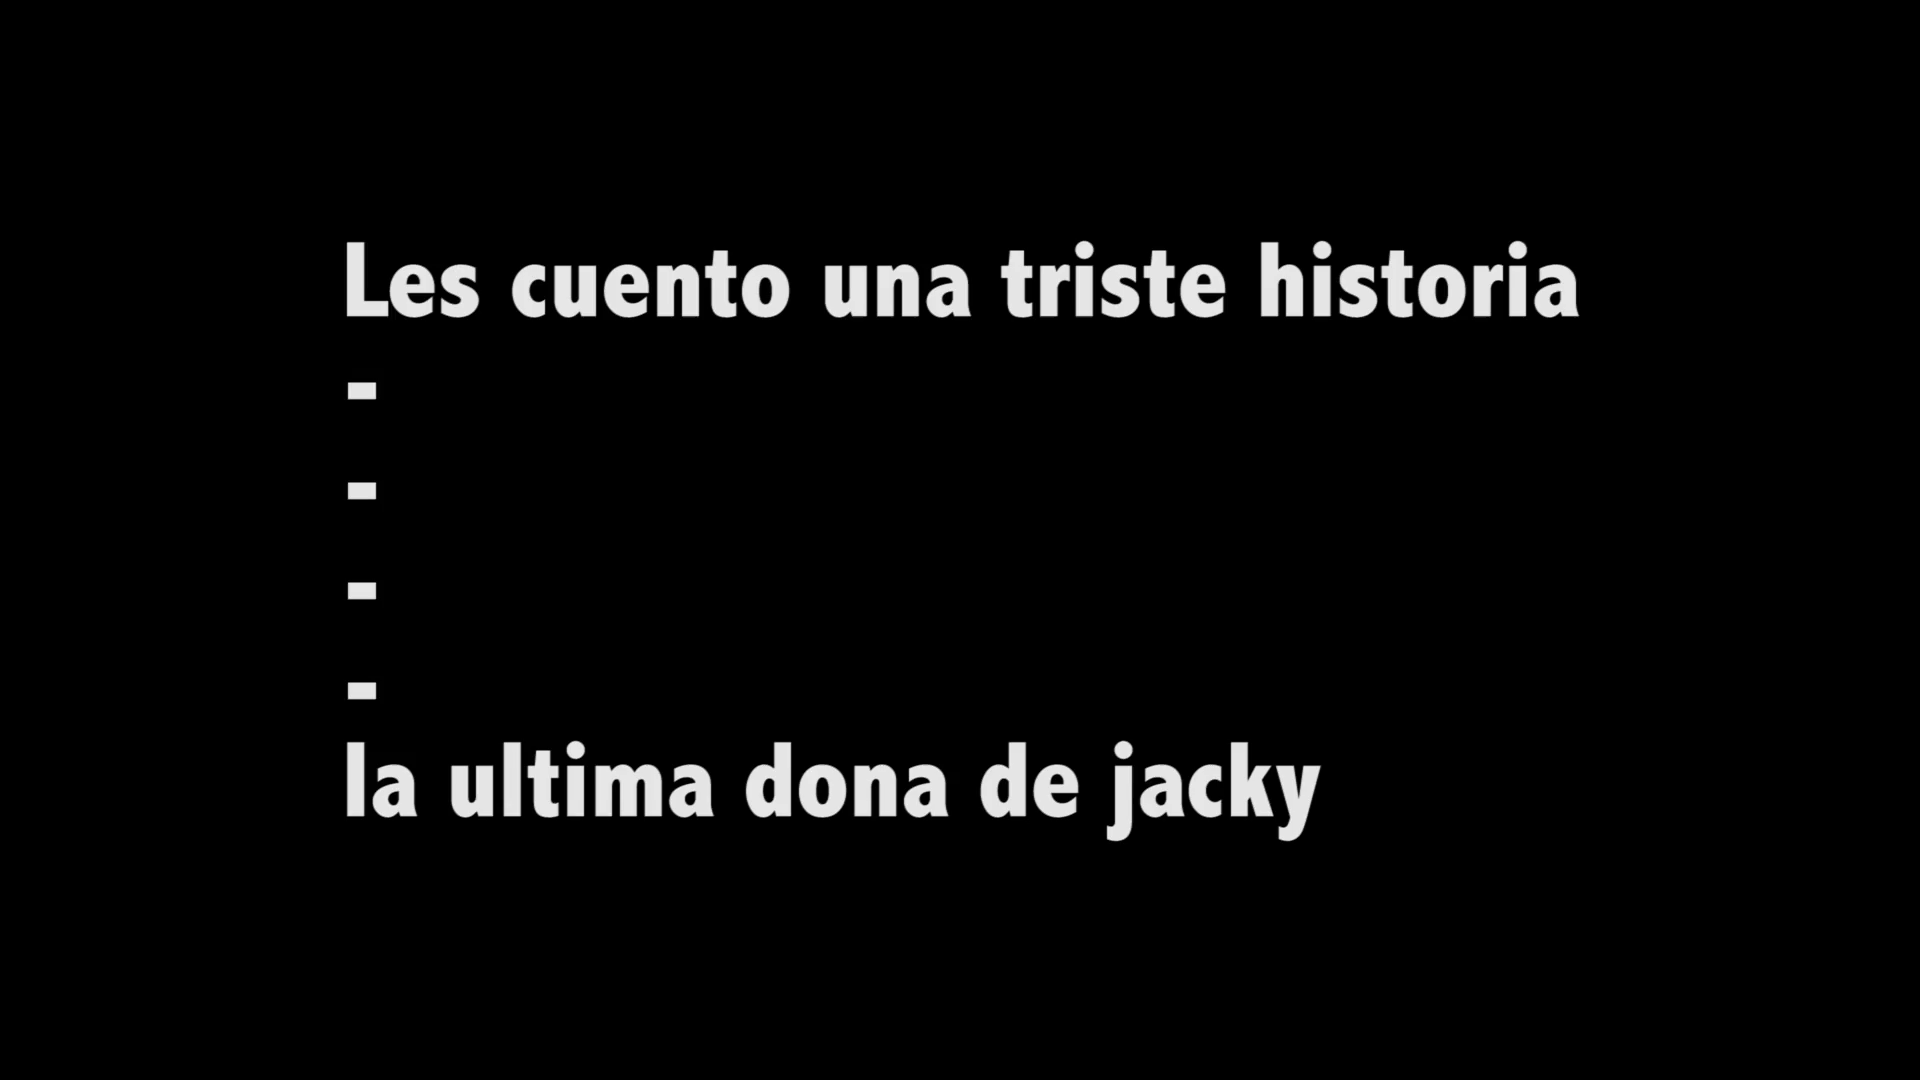 Les cuento una triste historia
-
-
-
-
la ultima dona de jacky